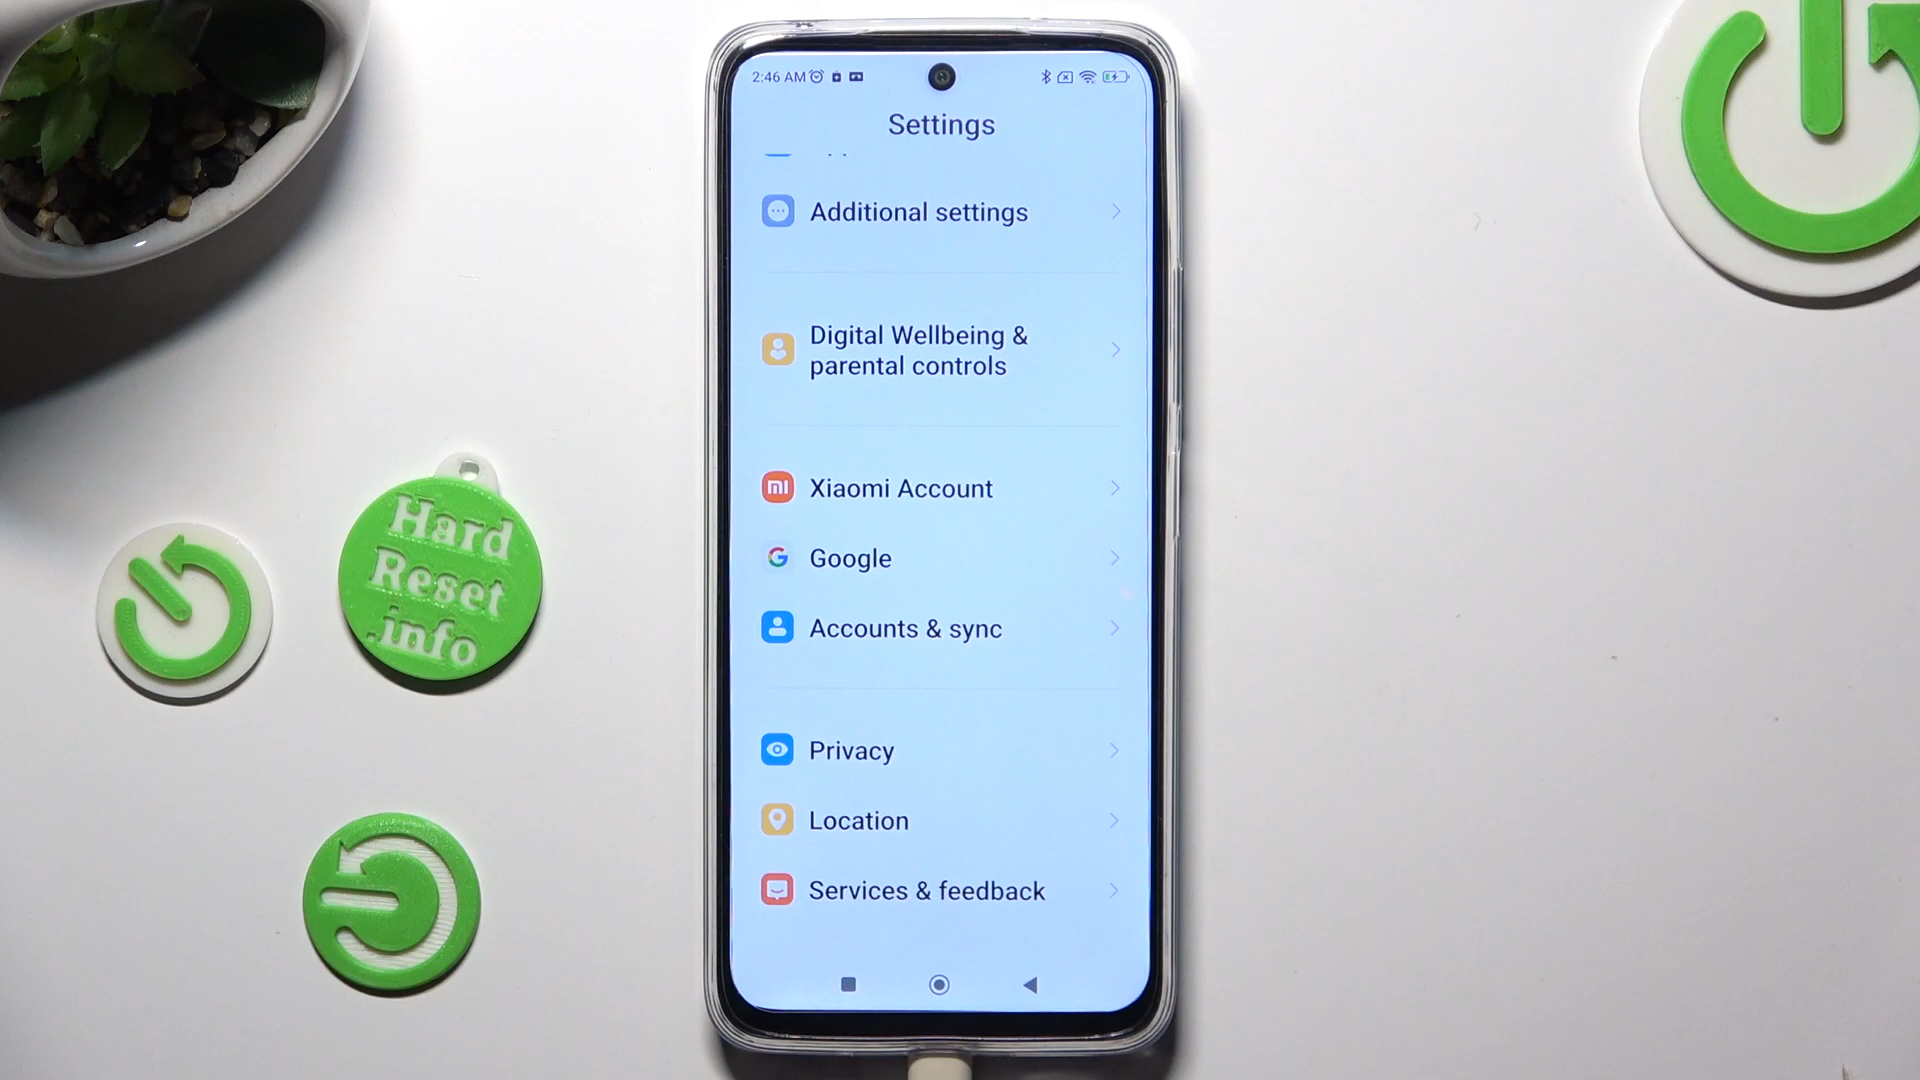 2:46 AM
Settings
Additional settings
Digital Wellbeing &
parental controls
Xiaomi Account
Google
Accounts & sync
Privacy
Location
Services & feedback
Hard
Reset
.info